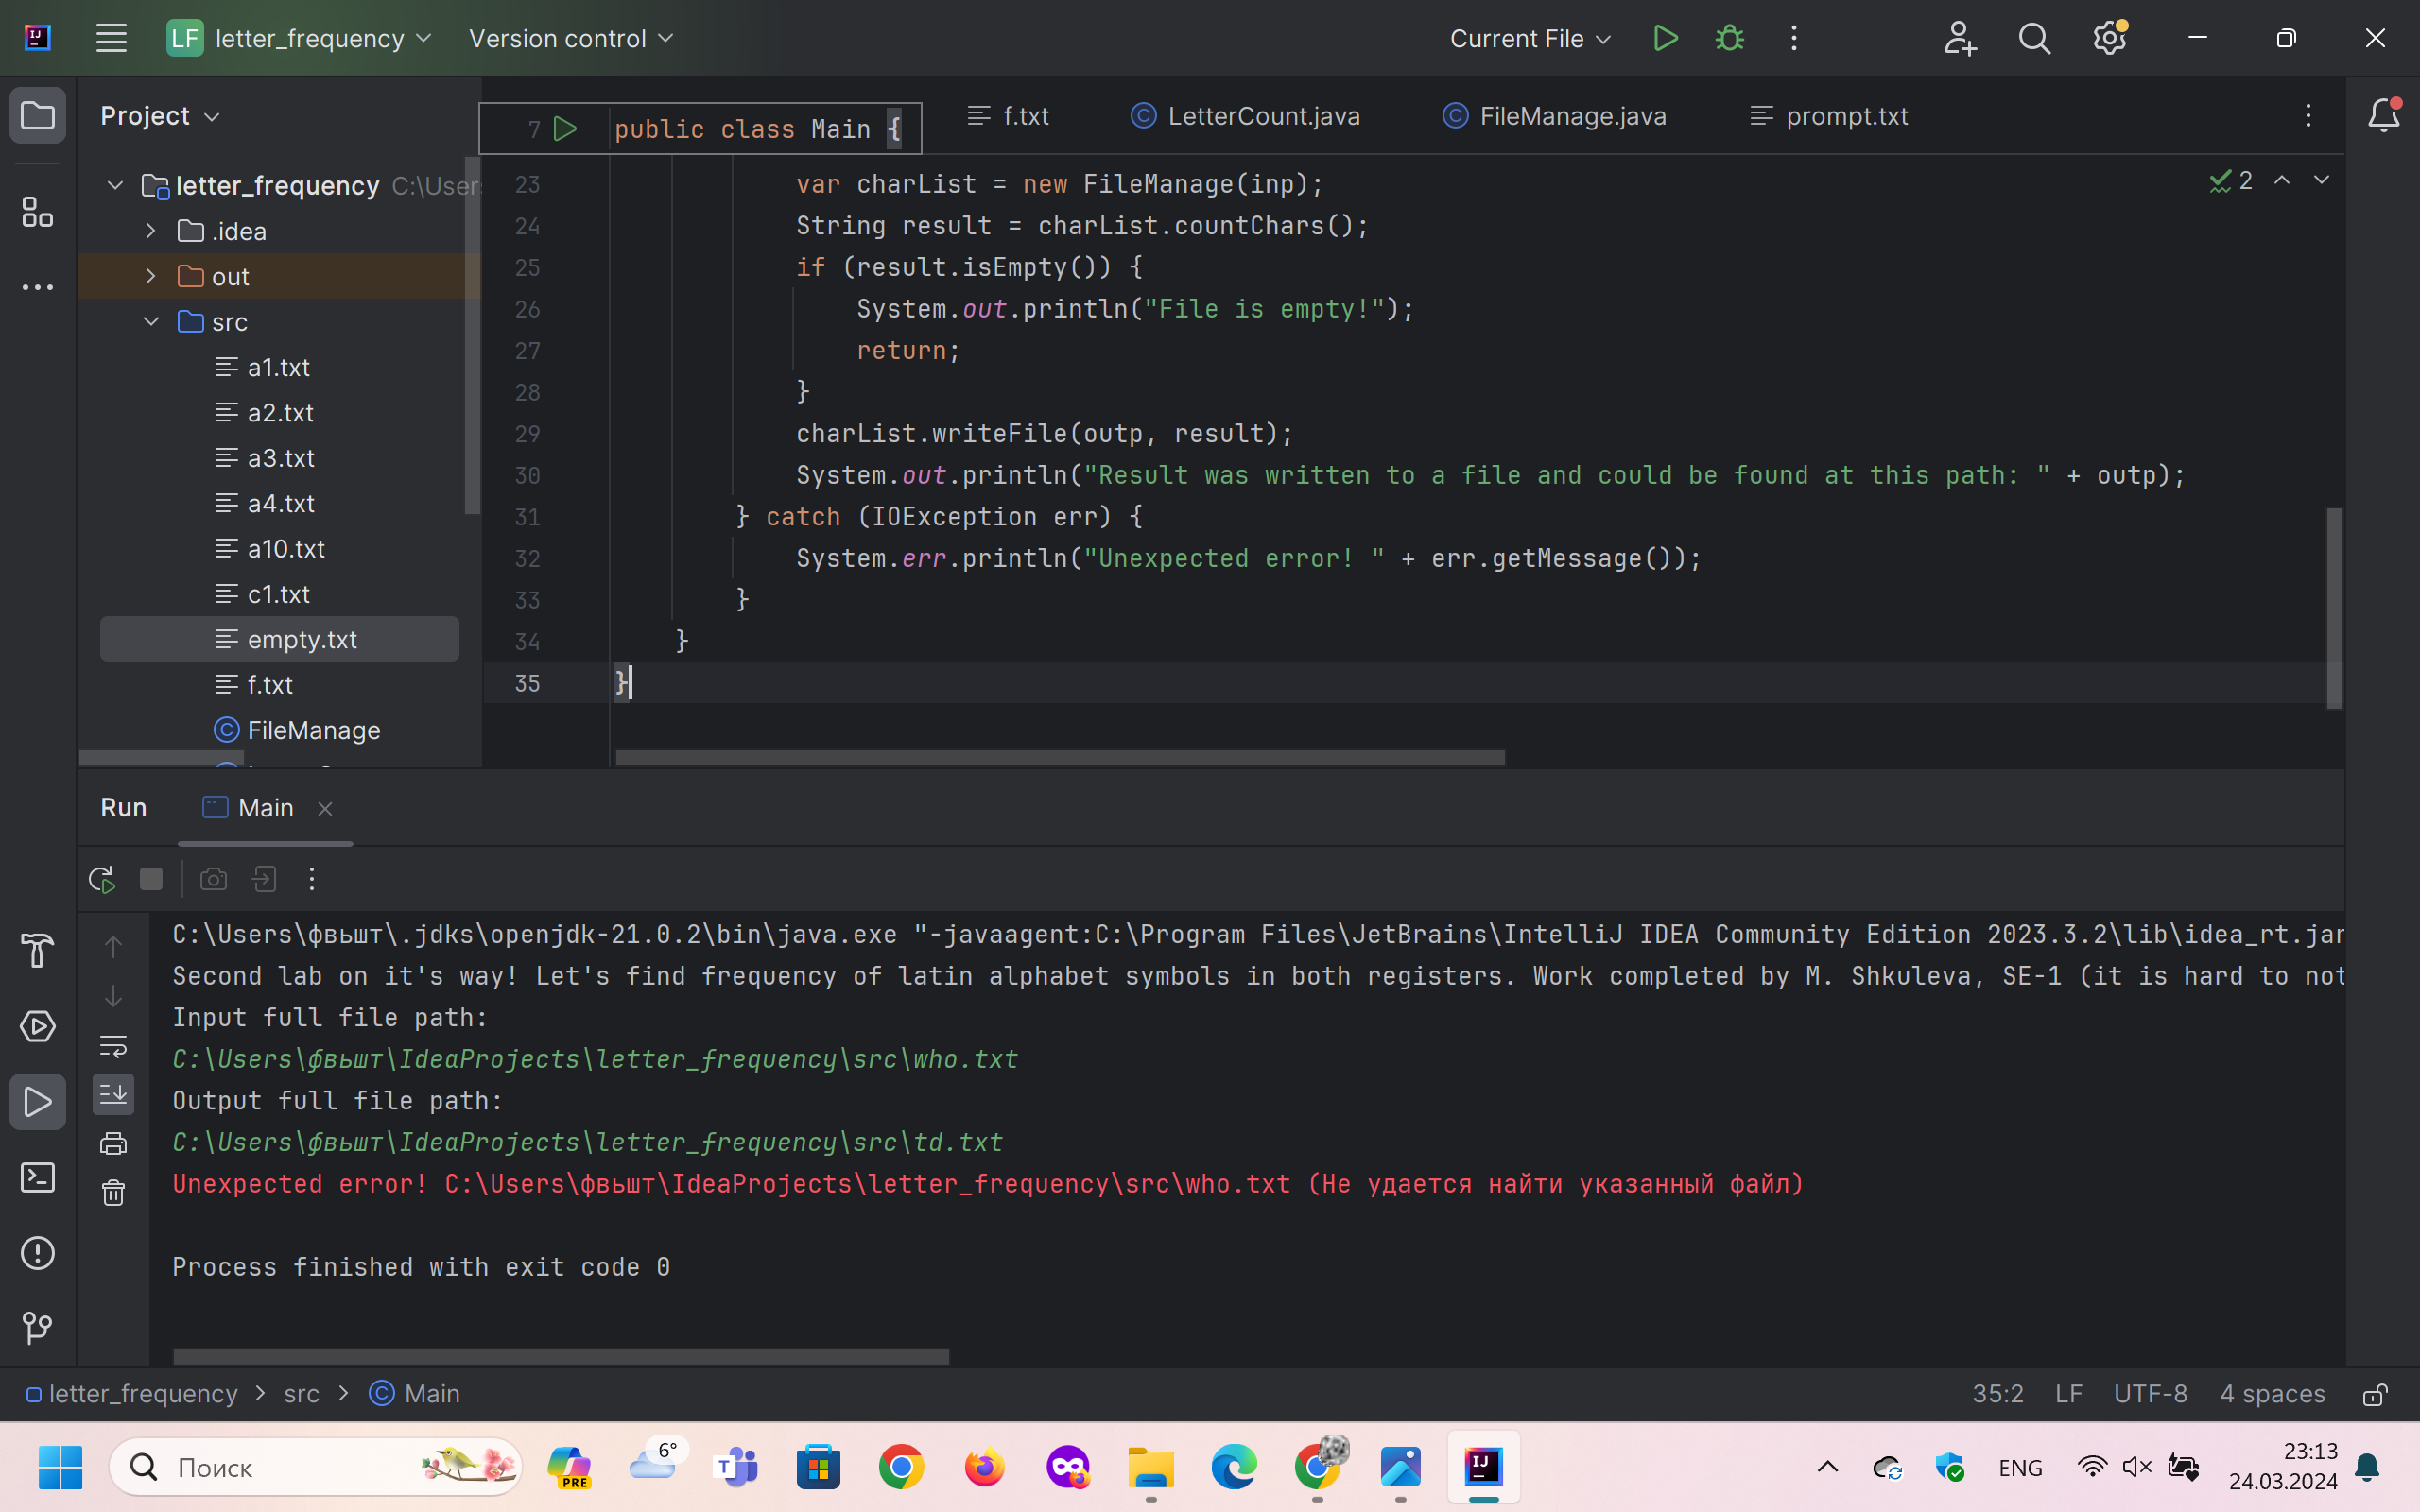 LF letter_frequency Version control Current File
Project
7 public class Main {
f.txt LetterCount.java FileManage.java prompt.txt
letter_frequency C:\Users
.idea
out
src
a1.txt
a2.txt
a3.txt
a4.txt
a10.txt
c1.txt
empty.txt
f.txt
FileManage
2
23 var charList = new FileManage(inp);
24 String result = charList.countChars();
25 if (result.isEmpty()) {
26 System.out.println("File is empty!");
27 return;
28 }
29 charList.writeFile(outp, result);
30 System.out.println("Result was written to a file and could be found at this path: " + outp);
31 } catch (IOException err) {
32 System.err.println("Unexpected error! " + err.getMessage());
33 }
34 }
35 }
Run Main
C:\Users\фвьшт\.jdks\openjdk-21.0.2\bin\java.exe "-javaagent:C:\Program Files\JetBrains\IntelliJ IDEA Community Edition 2023.3.2\lib\idea_rt.jar
Second lab on it's way! Let's find frequency of latin alphabet symbols in both registers. Work completed by M. Shkuleva, SE-1 (it is hard to not
Input full file path:
C:\Users\фвьшт\IdeaProjects\letter_frequency\src\who.txt
Output full file path:
C:\Users\фвьшт\IdeaProjects\letter_frequency\src\td.txt
Unexpected error! C:\Users\фвьшт\IdeaProjects\letter_frequency\src\who.txt (Не удается найти указанный файл)
Process finished with exit code 0
letter_frequency > src > Main 35:2 LF UTF-8 4 spaces
Поиск
PRE
6°
ENG
23:13
24.03.2024